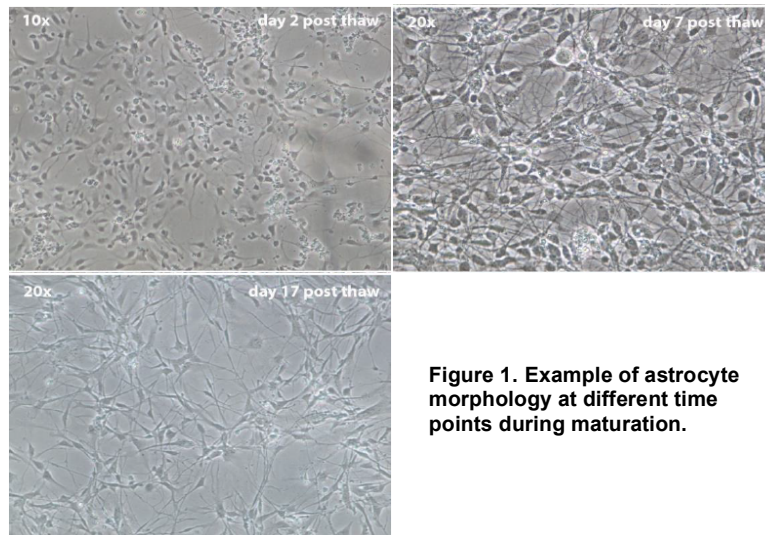 10x day 2 post thaw
20x day 7 post thaw
20x day 17 post thaw
Figure 1. Example of astrocyte
morphology at different time
points during maturation.